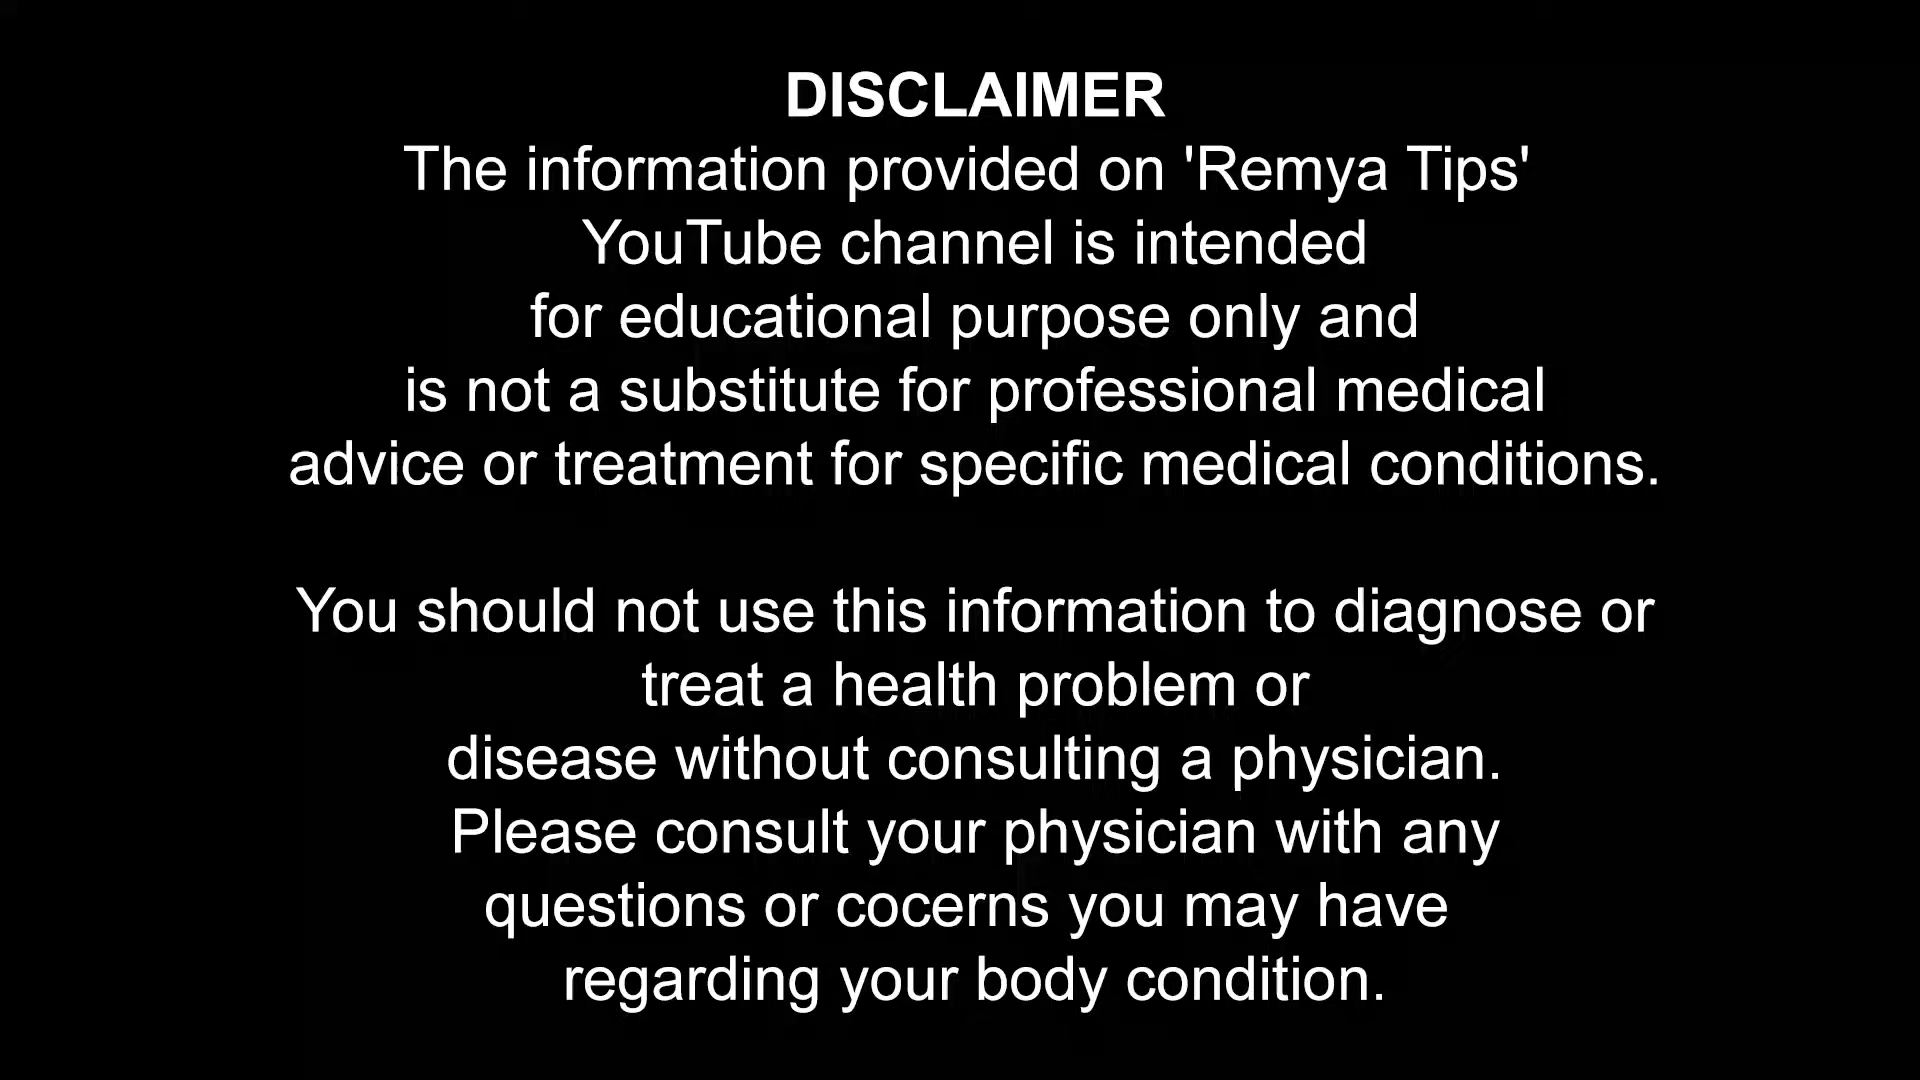 DISCLAIMER
The information provided on 'Remya Tips'
YouTube channel is intended
for educational purpose only and
is not a substitute for professional medical
advice or treatment for specific medical conditions.
You should not use this information to diagnose or
treat a health problem or
disease without consulting a physician.
Please consult your physician with any
questions or cocerns you may have
regarding your body condition.